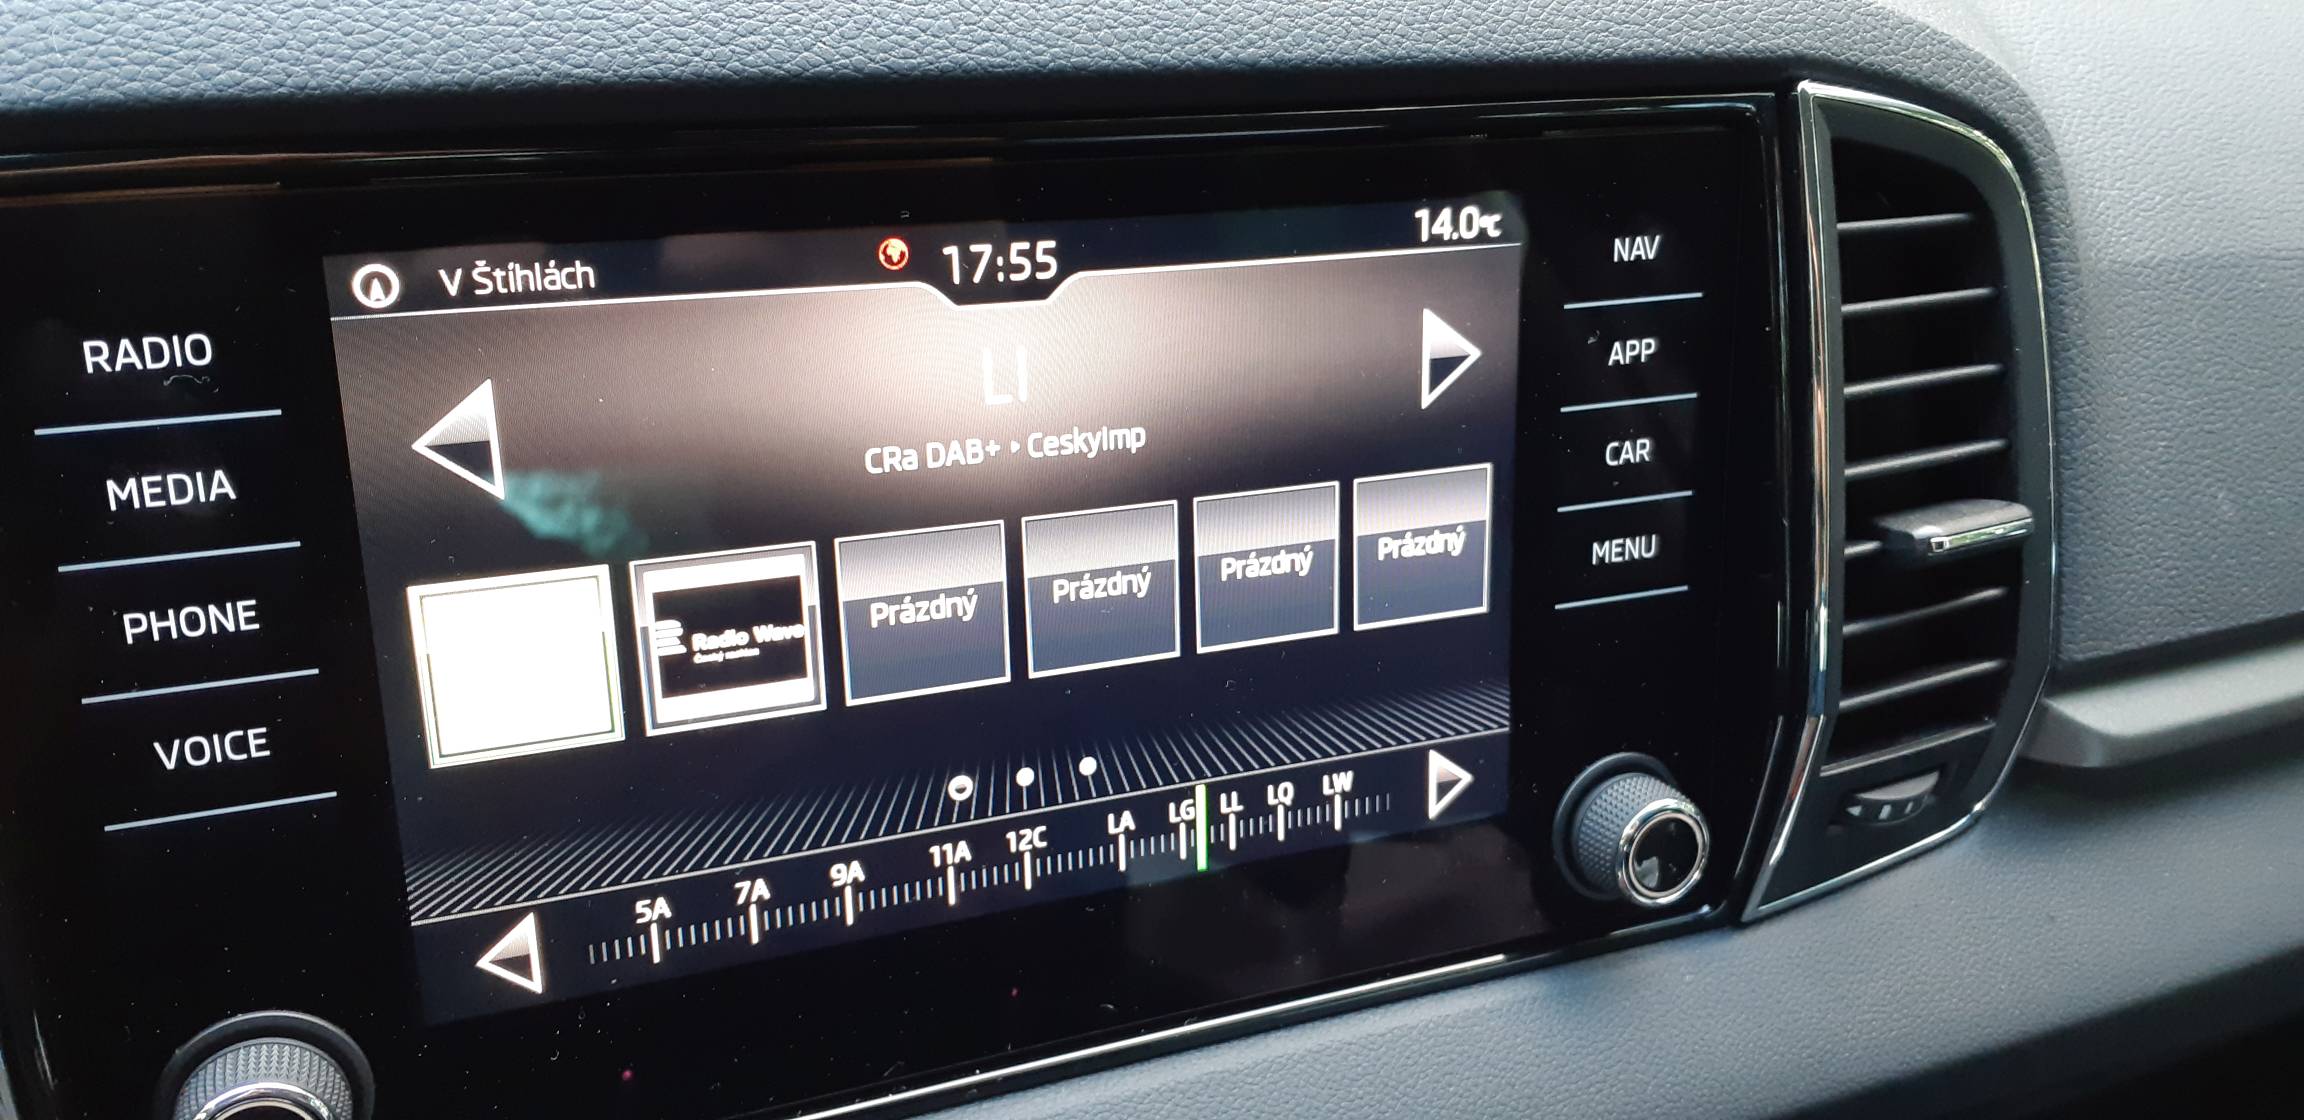 V Štíhlách
17:55
14.0°C
RADIO
MEDIA
PHONE
VOICE
NAV
APP
CAR
MENU
LI
CRa DAB+ ‣ CeskyImp
Radio Wave
Prázdný
Prázdný
Prázdný
Prázdný
5A 7A 9A 11A 12C LA LG LL LQ LW